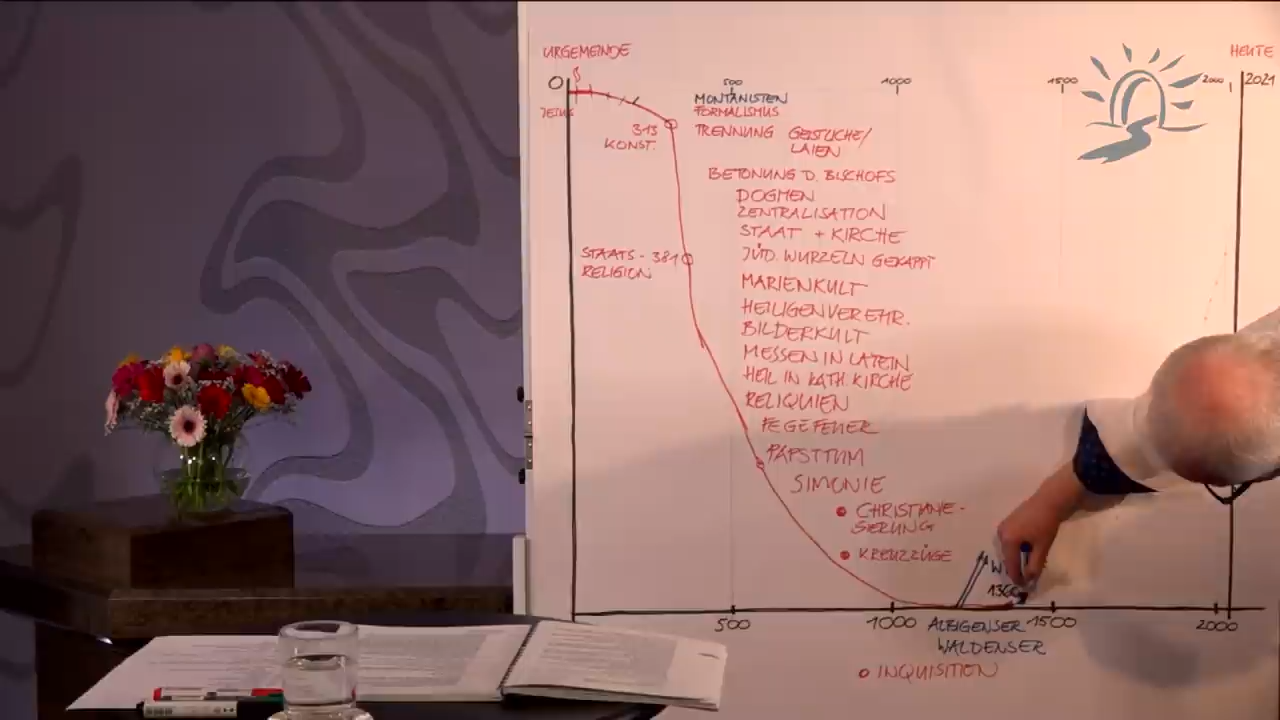 URGEMEINDE
HEUTE
0
500
1000
1500
2000
2021
JESUS
MONTANISTEN
FORMALISMUS
313
KONST.
TRENNUNG GEISTLICHE/
LAIEN
BETONUNG D. BISCHOFS
DOGMEN
ZENTRALISATION
STAAT + KIRCHE
STAATS- 381
RELIGION
JÜD. WURZELN GEKAPPT
MARIENKULT
HEILIGENVEREHR.
BILDERKULT
MESSEN IN LATEIN
HEIL IN KATH. KIRCHE
RELIQUIEN
FEGEFEUER
PAPSTTUM
SIMONIE
CHRISTIANI-
SIERUNG
KREUZZÜGE
W
136
500
1000
ALBIGENSER
1500
2000
WALDENSER
INQUISITION